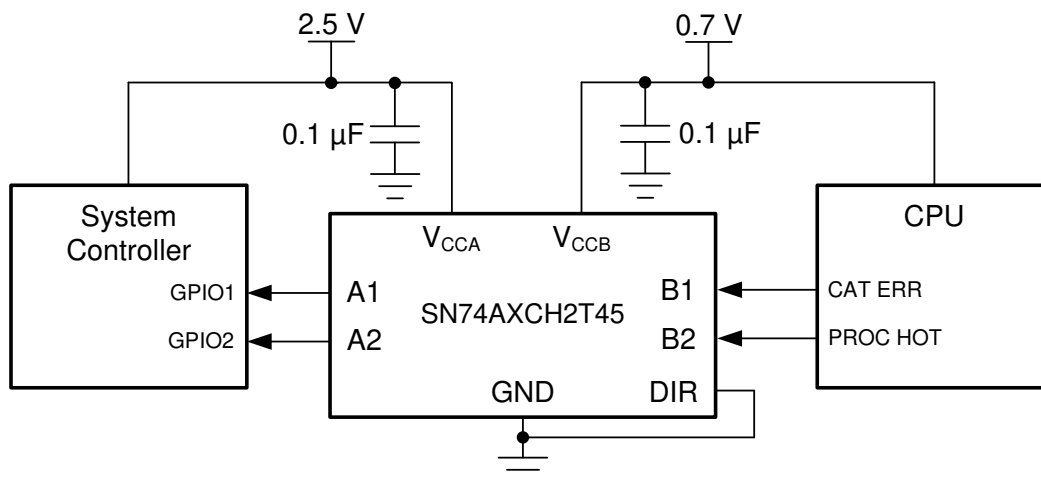 2.5 V
0.7 V
0.1 µF
0.1 µF
System
Controller
GPIO1
GPIO2
VCCA
VCCB
A1
A2
SN74AXCH2T45
B1
B2
GND
DIR
CPU
CAT ERR
PROC HOT